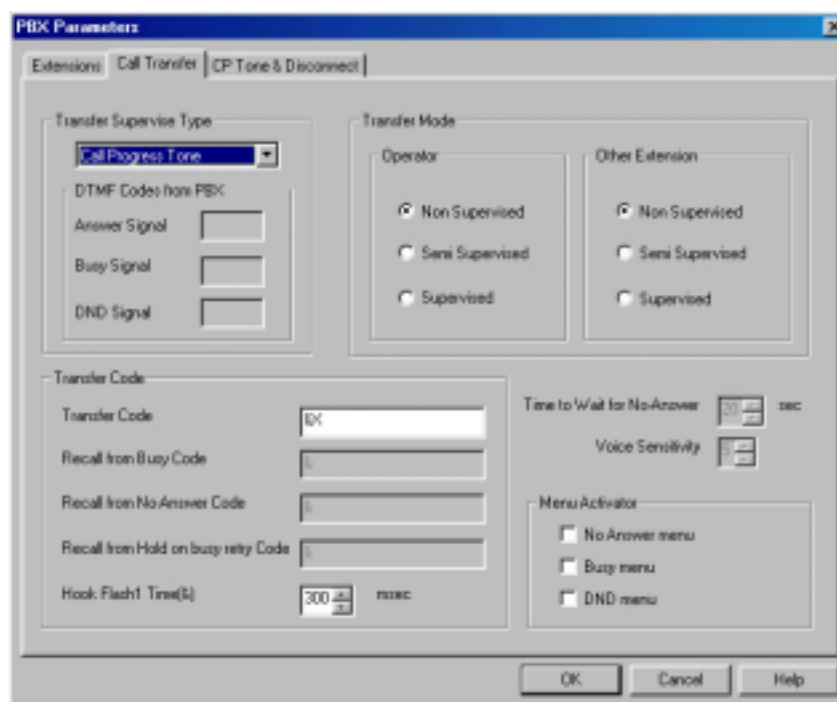 PBX Parameters
Extensions
Call Transfer
CP Tone & Disconnect
Transfer Supervise Type
Call Progress Tone
DTMF Codes from PBX
Answer Signal
Busy Signal
DND Signal
Transfer Mode
Operator
Non Supervised
Semi Supervised
Supervised
Other Extension
Non Supervised
Semi Supervised
Supervised
Transfer Code
Transfer Code &X
Recall from Busy Code &
Recall from No Answer Code &
Recall from Hold on busy retry Code &
Hook Flash1 Time(&) 300 msec
Time to Wait for No-Answer 20 sec
Voice Sensitivity 5
Menu Activator
No Answer menu
Busy menu
DND menu
OK Cancel Help